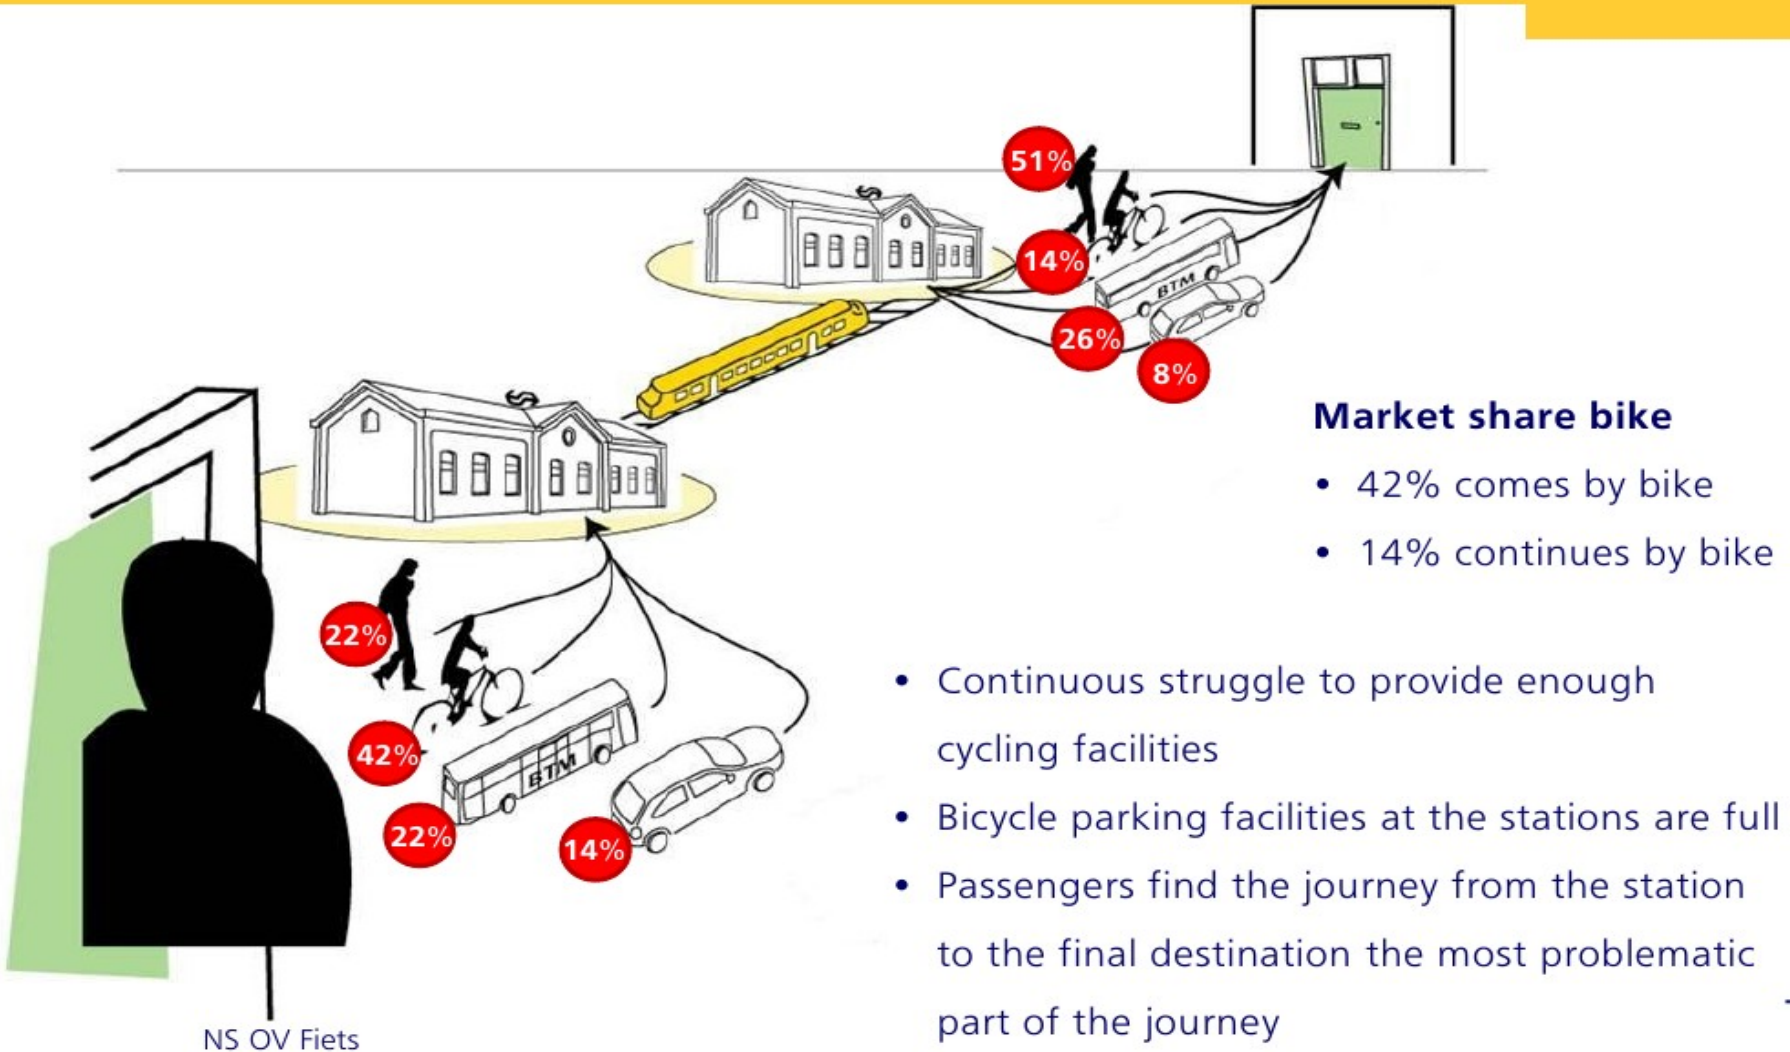 51%
14%
BTM
26%
8%
Market share bike
• 42% comes by bike
• 14% continues by bike
22%
42%
BTM
22%
14%
• Continuous struggle to provide enough
cycling facilities
• Bicycle parking facilities at the stations are full
• Passengers find the journey from the station
to the final destination the most problematic
part of the journey
NS OV Fiets